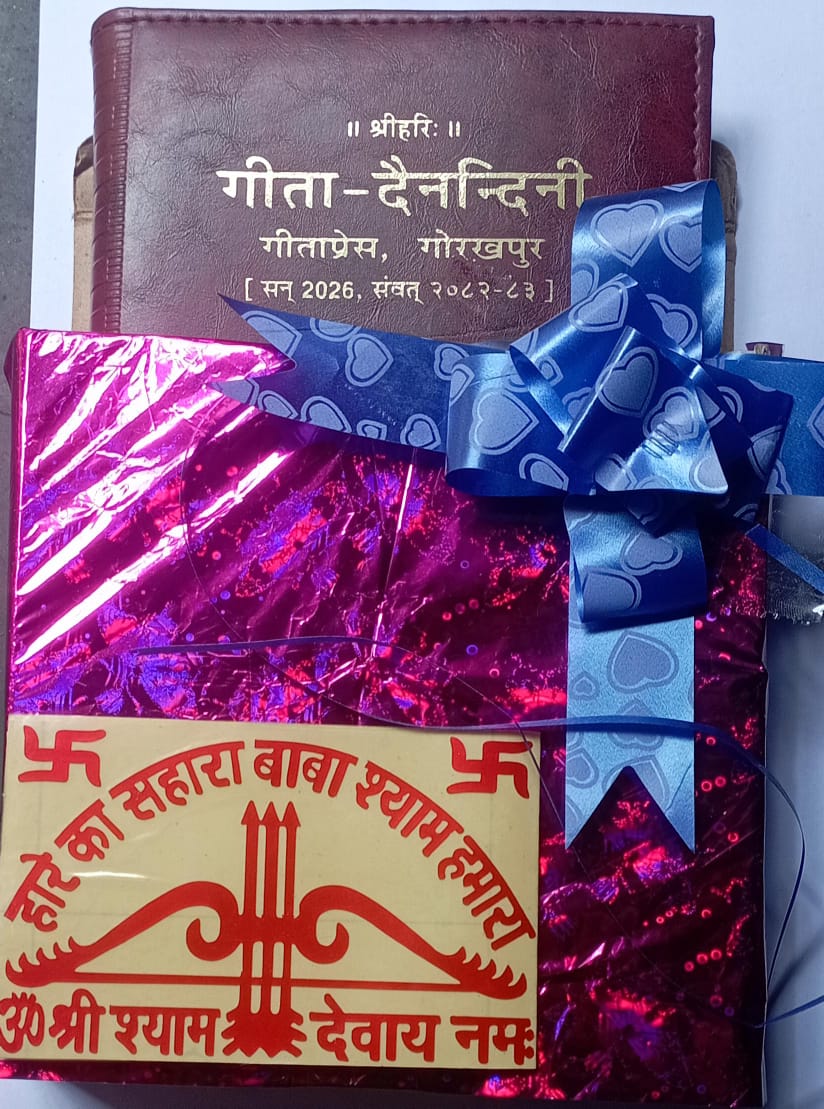 ॥ श्रीहरिः ॥
गीता-दैनन्दिनी
गीताप्रेस, गोरखपुर
[ सन् 2026, संवत् २०८२-८३ ]
हारे का सहारा बाबा श्याम हमारा
ॐ श्री श्याम देवाय नमः